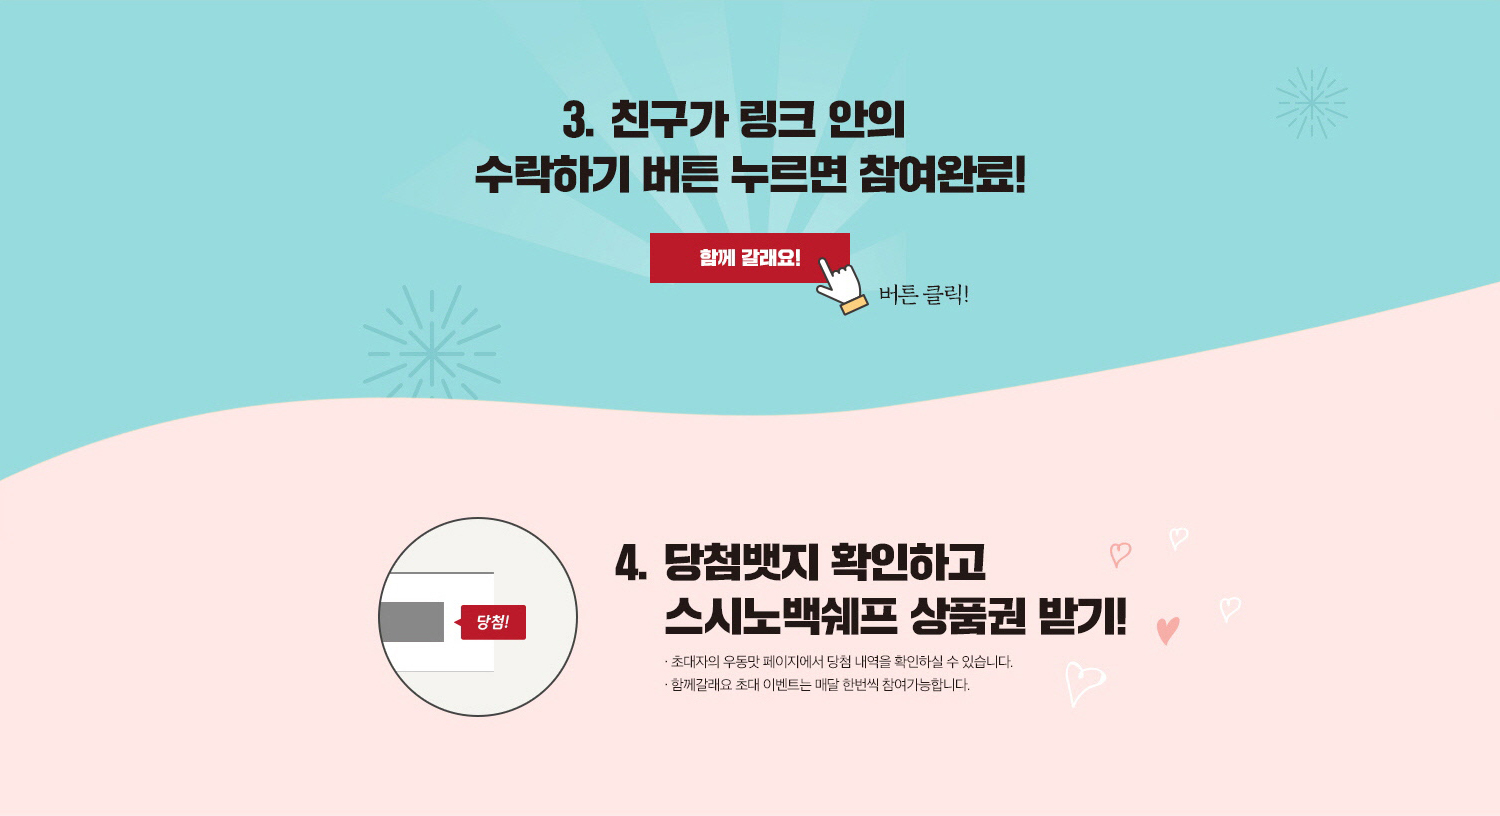 3. 친구가 링크 안의
수락하기 버튼 누르면 참여완료!
함께 갈래요!
버튼 클릭!
당첨!
4. 당첨뱃지 확인하고
스시노백쉐프 상품권 받기!
· 초대자의 우동맛 페이지에서 당첨 내역을 확인하실 수 있습니다.
· 함께갈래요 초대 이벤트는 매달 한번씩 참여가능합니다.